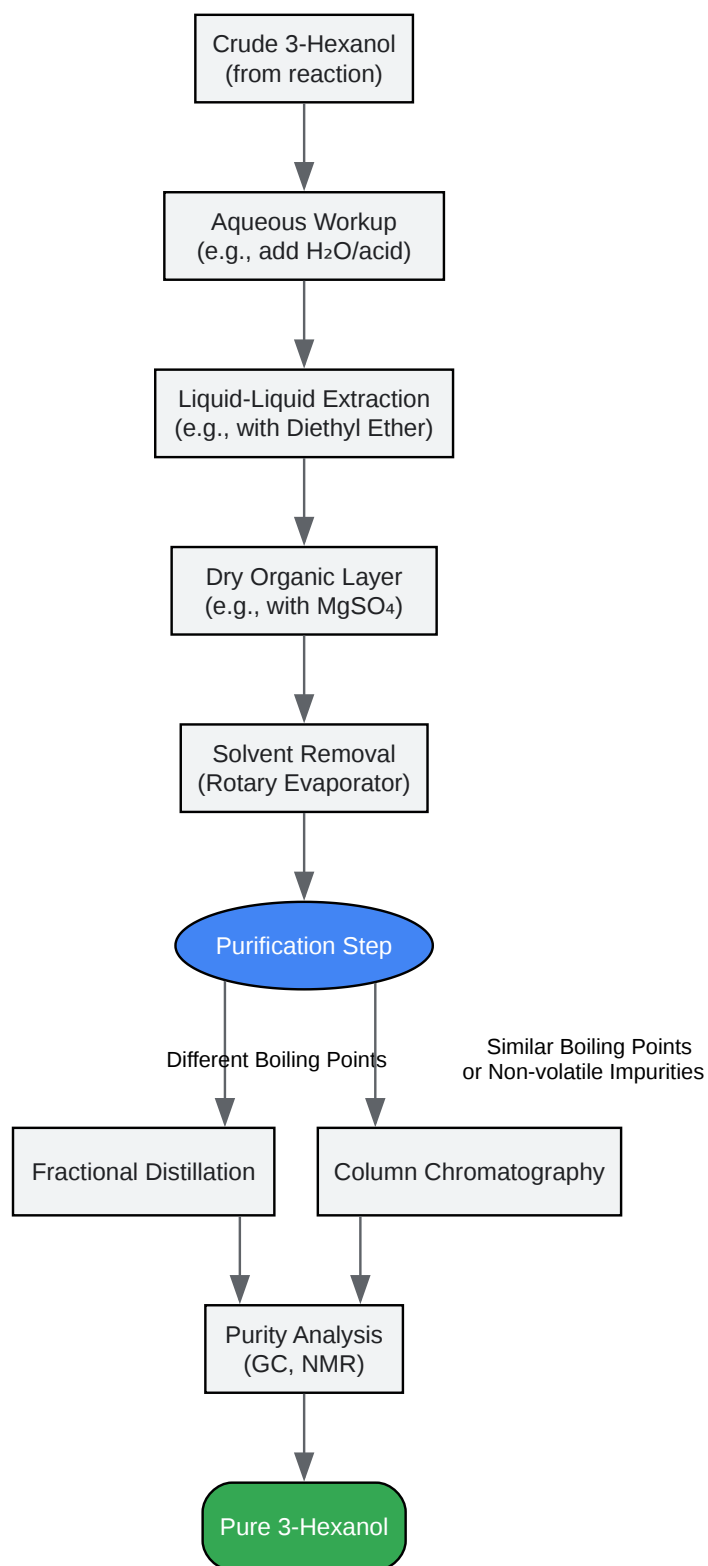 Crude 3-Hexanol
(from reaction)
Aqueous Workup
(e.g., add H₂O/acid)
Liquid-Liquid Extraction
(e.g., with Diethyl Ether)
Dry Organic Layer
(e.g., with MgSO₄)
Solvent Removal
(Rotary Evaporator)
Purification Step
Different Boiling Points
Similar Boiling Points
or Non-volatile Impurities
Fractional Distillation
Column Chromatography
Purity Analysis
(GC, NMR)
Pure 3-Hexanol